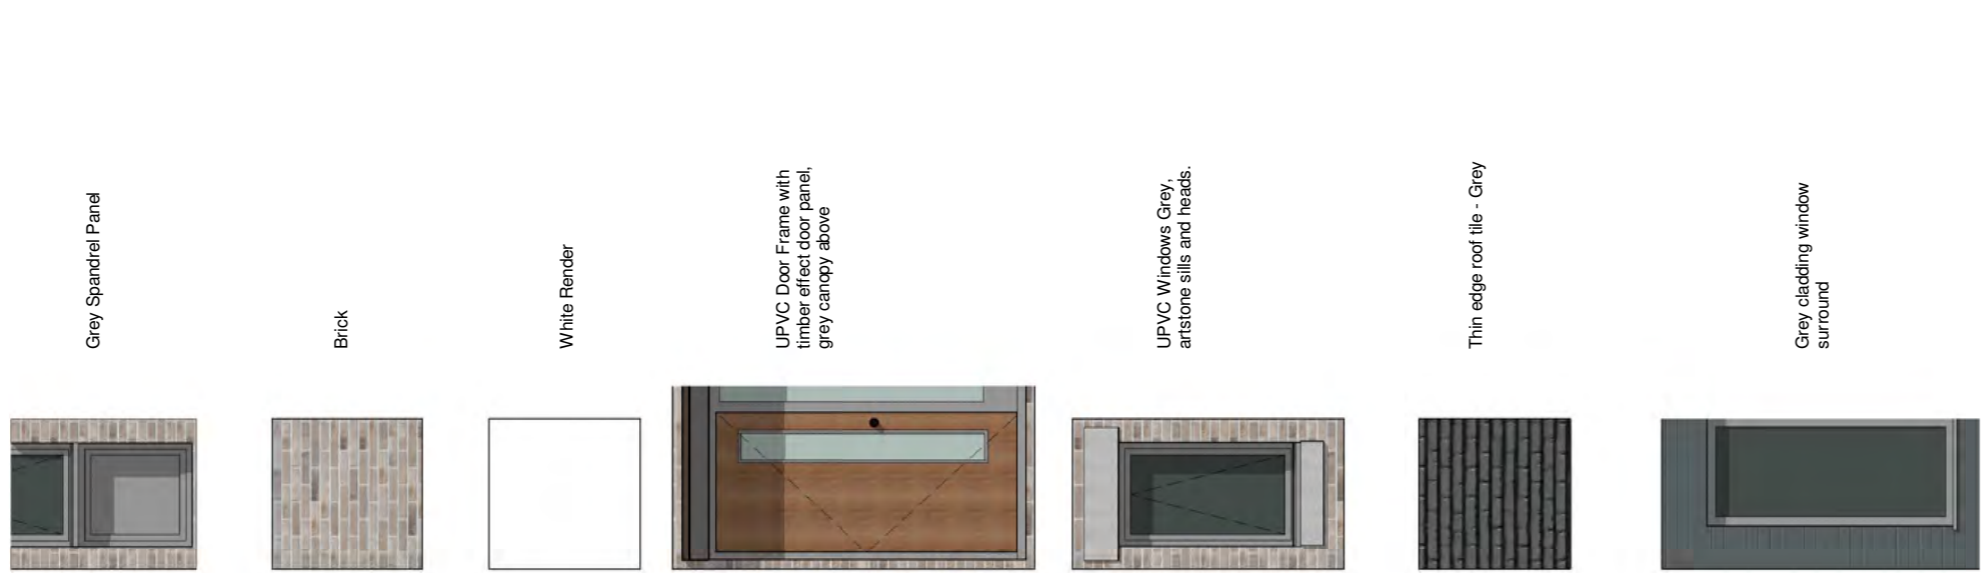 Grey Spandrel Panel
Brick
White Render
UPVC Door Frame with
timber effect door panel,
grey canopy above
UPVC Windows Grey,
artstone sills and heads.
Thin edge roof tile - Grey
Grey cladding window
surround